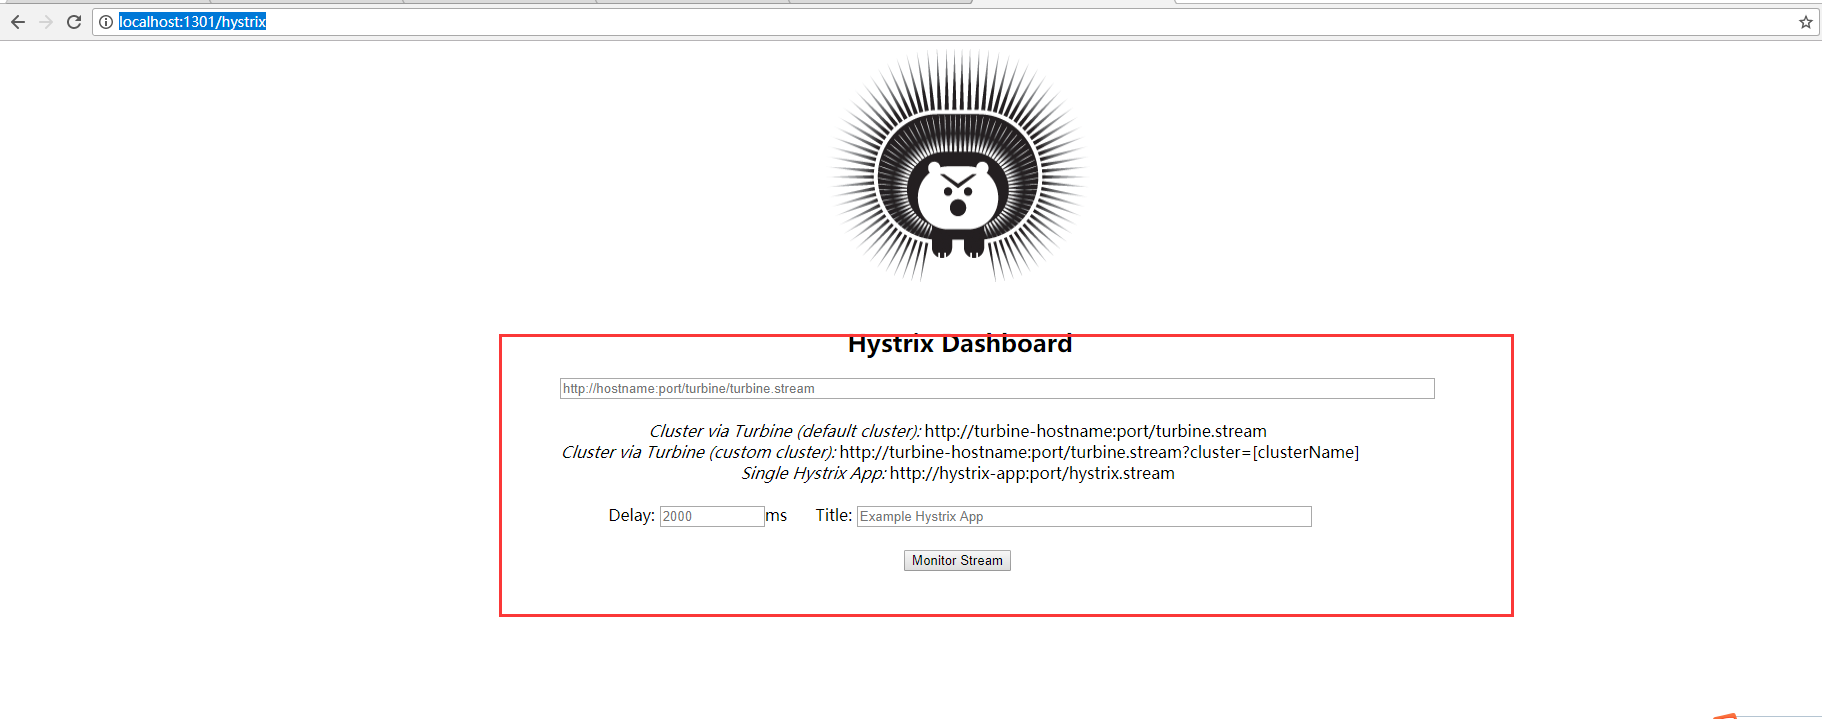 localhost:1301/hystrix
Hystrix Dashboard
http://hostname:port/turbine/turbine.stream
Cluster via Turbine (default cluster): http://turbine-hostname:port/turbine.stream
Cluster via Turbine (custom cluster): http://turbine-hostname:port/turbine.stream?cluster=[clusterName]
Single Hystrix App: http://hystrix-app:port/hystrix.stream
Delay: 2000 ms Title: Example Hystrix App
Monitor Stream